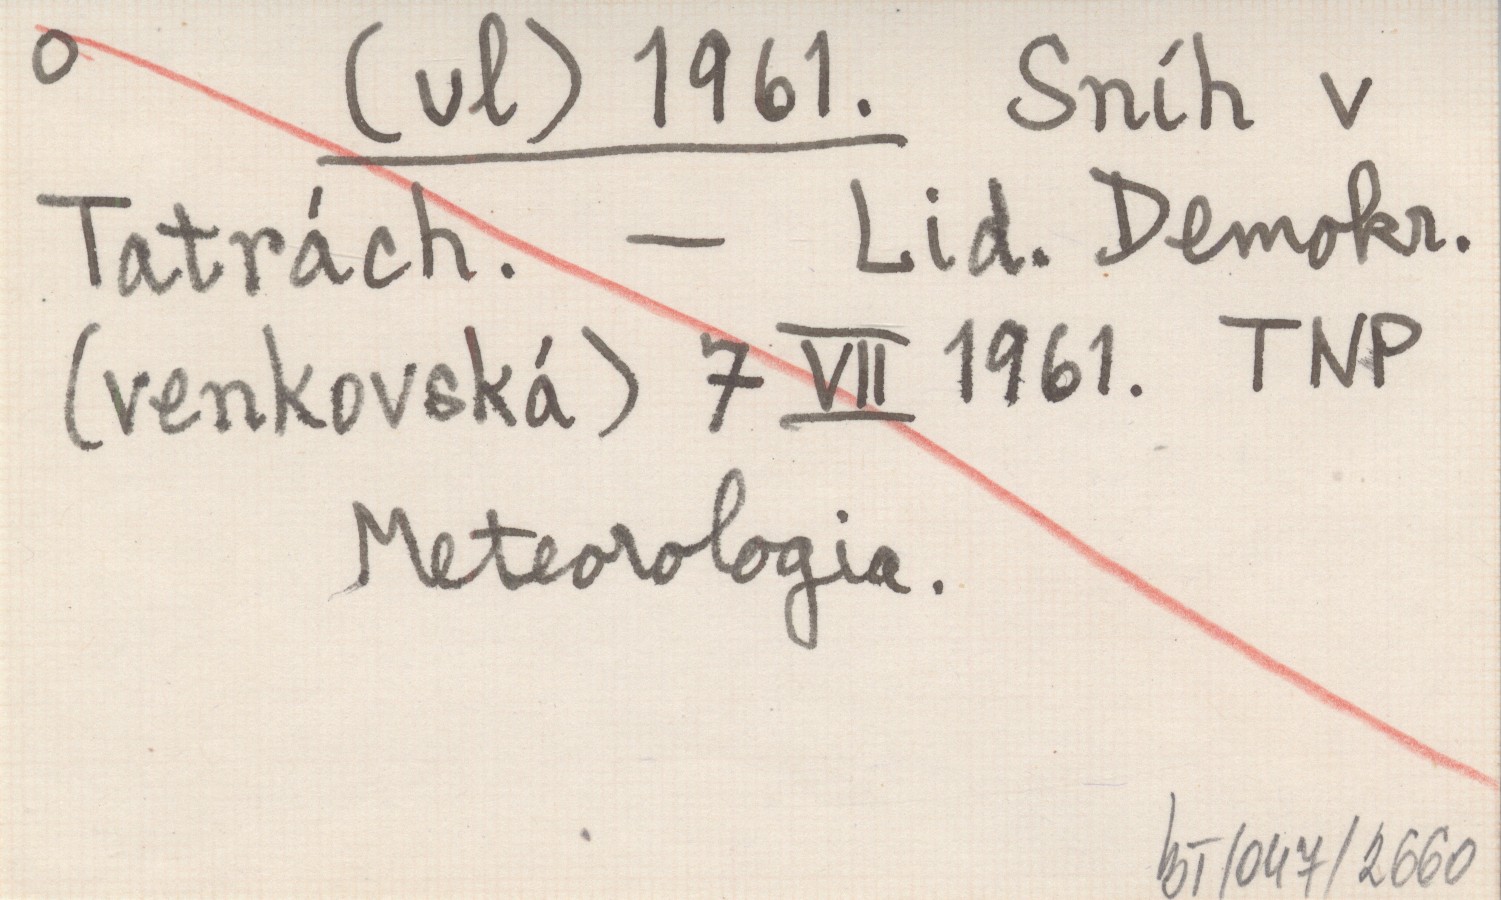 o (vl) 1961. Sníh v
Tatrách. — Lid. Demokr.
(venkovská) 7 VII 1961. TNP
Meteorologia.
BT/047/2660